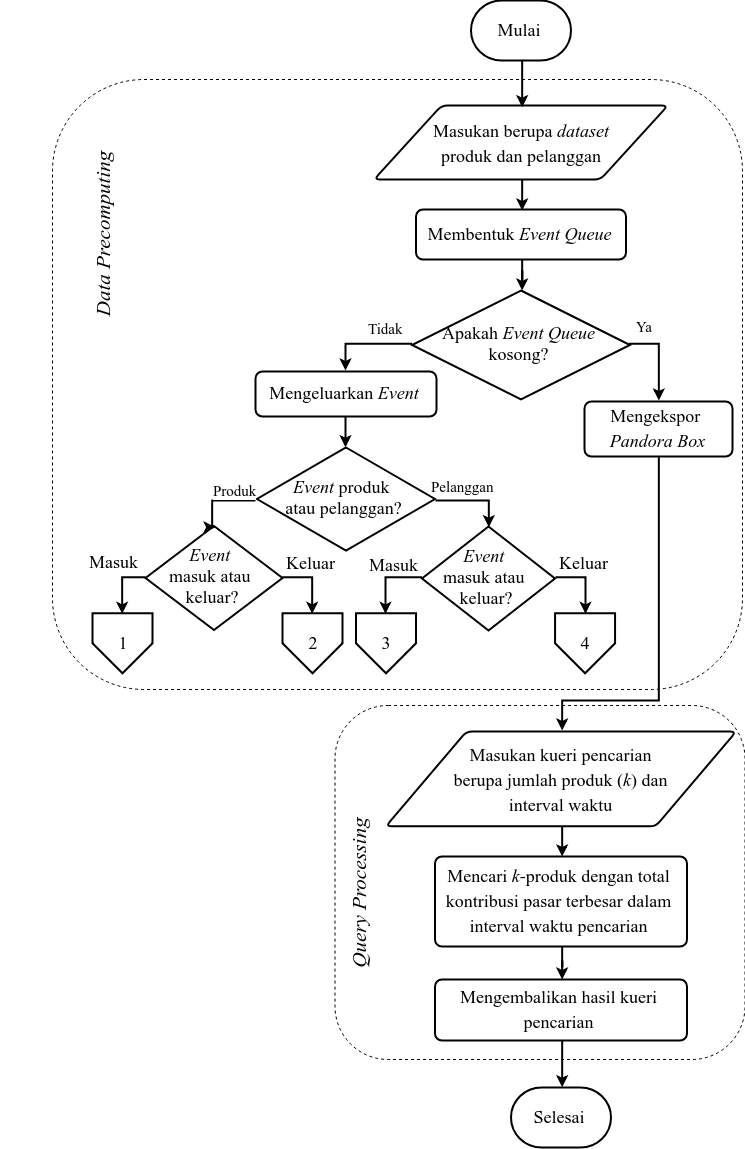 Mulai
Data Precomputing
Masukan berupa dataset
produk dan pelanggan
Membentuk Event Queue
Apakah Event Queue
kosong?
Tidak
Ya
Mengeluarkan Event
Mengekspor
Pandora Box
Event produk
atau pelanggan?
Produk
Pelanggan
Event
masuk atau
keluar?
Masuk
Keluar
Event
masuk atau
keluar?
Masuk
Keluar
1
2
3
4
Query Processing
Masukan kueri pencarian
berupa jumlah produk (k) dan
interval waktu
Mencari k-produk dengan total
kontribusi pasar terbesar dalam
interval waktu pencarian
Mengembalikan hasil kueri
pencarian
Selesai